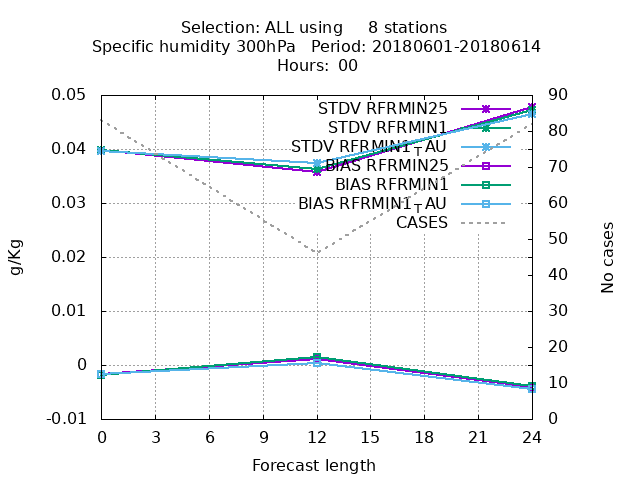 Selection: ALL using     8 stations
Specific humidity 300hPa   Period: 20180601-20180614
Hours:  00
0.05
0.04
0.03
0.02
0.01
0
-0.01
g/Kg
90
80
70
60
50
40
30
20
10
0
No cases
STDV RFRMIN25
STDV RFRMIN1
STDV RFRMIN1_AU
BIAS RFRMIN25
BIAS RFRMIN1
BIAS RFRMIN1_AU
CASES
0 3 6 9 12 15 18 21 24
Forecast length